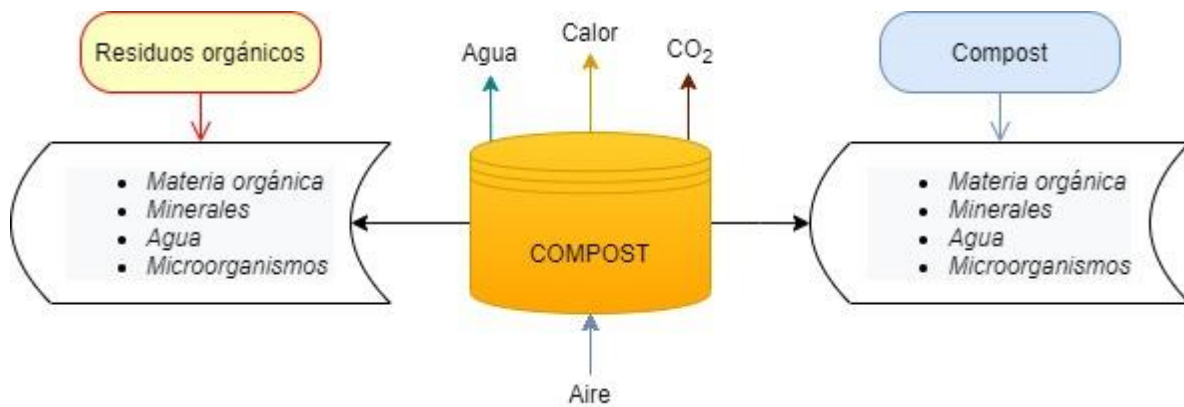 Residuos orgánicos
• Materia orgánica
• Minerales
• Agua
• Microorganismos
Agua
Calor
CO₂
COMPOST
Aire
Compost
• Materia orgánica
• Minerales
• Agua
• Microorganismos